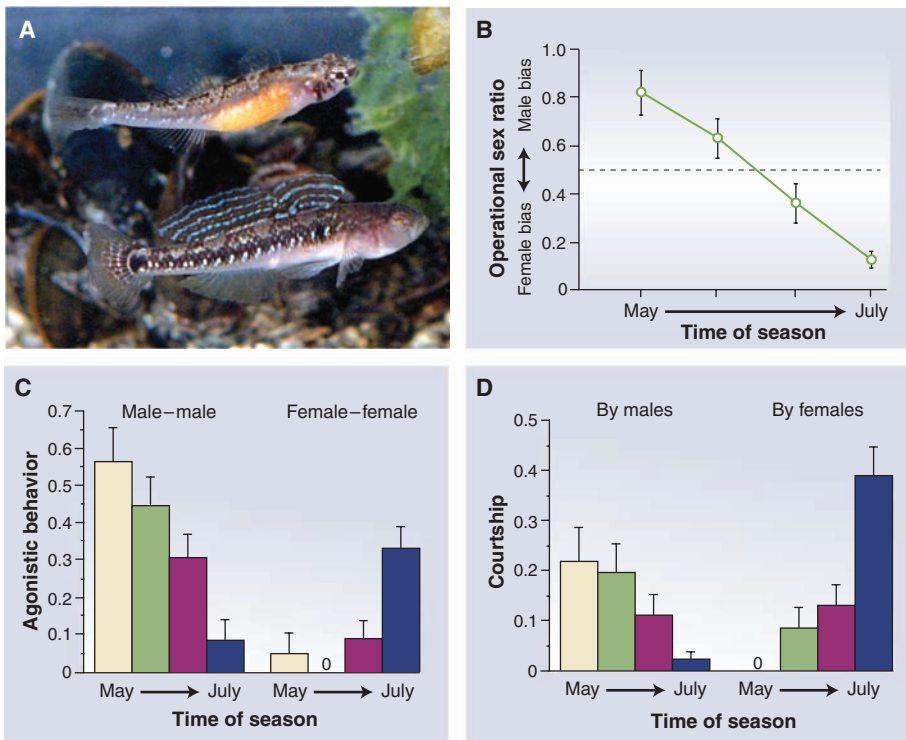 A
B
1.0
0.8
0.6
0.4
0.2
0
Operational sex ratio
Female bias
Male bias
May
July
Time of season
C
0.7
0.6
0.5
0.4
0.3
0.2
0.1
0
Agonistic behavior
Male–male
Female–female
0
May
July
May
July
Time of season
D
0.5
0.4
0.3
0.2
0.1
0
Courtship
By males
By females
0
May
July
May
July
Time of season